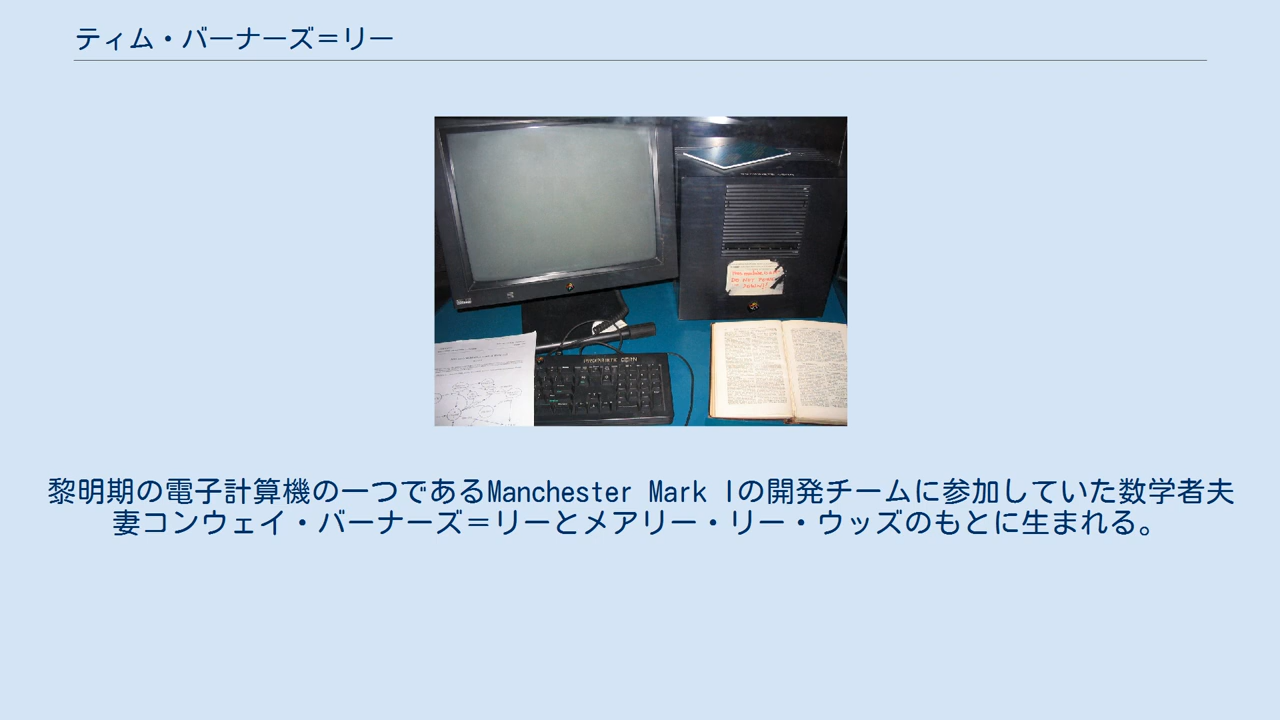 ティム・バーナーズ＝リー
黎明期の電子計算機の一つであるManchester Mark Iの開発チームに参加していた数学者夫
妻コンウェイ・バーナーズ＝リーとメアリー・リー・ウッズのもとに生まれる。